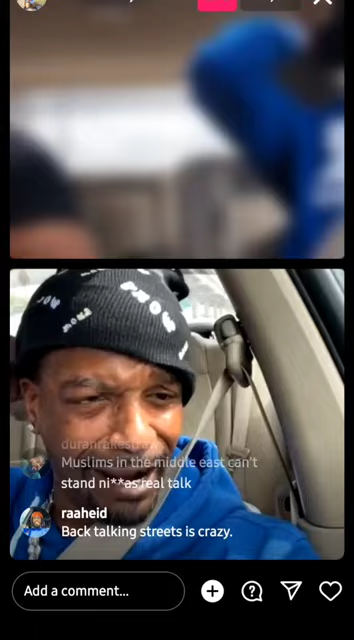 duranrakestraw
Muslims in the middle east can't
stand ni**as real talk
raaheid
Back talking streets is crazy.
Add a comment...